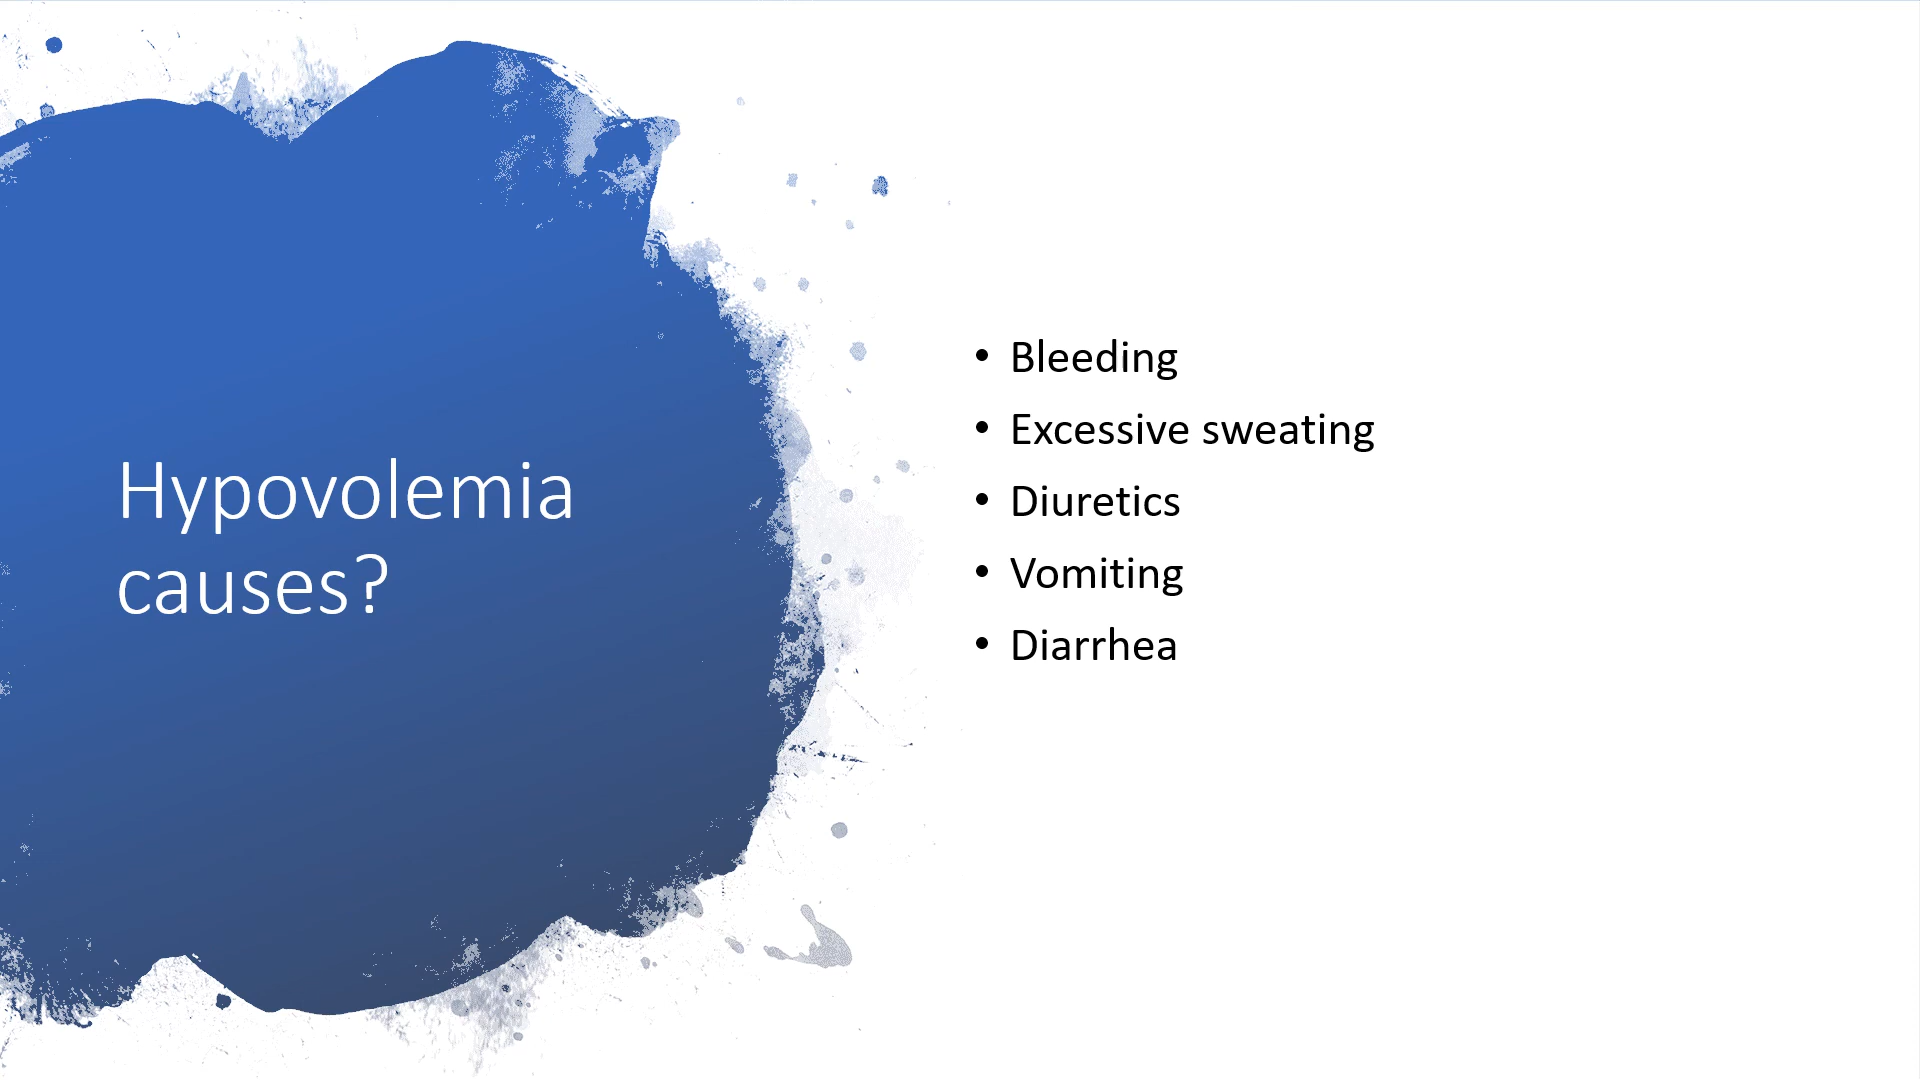 Hypovolemia
causes?
• Bleeding
• Excessive sweating
• Diuretics
• Vomiting
• Diarrhea